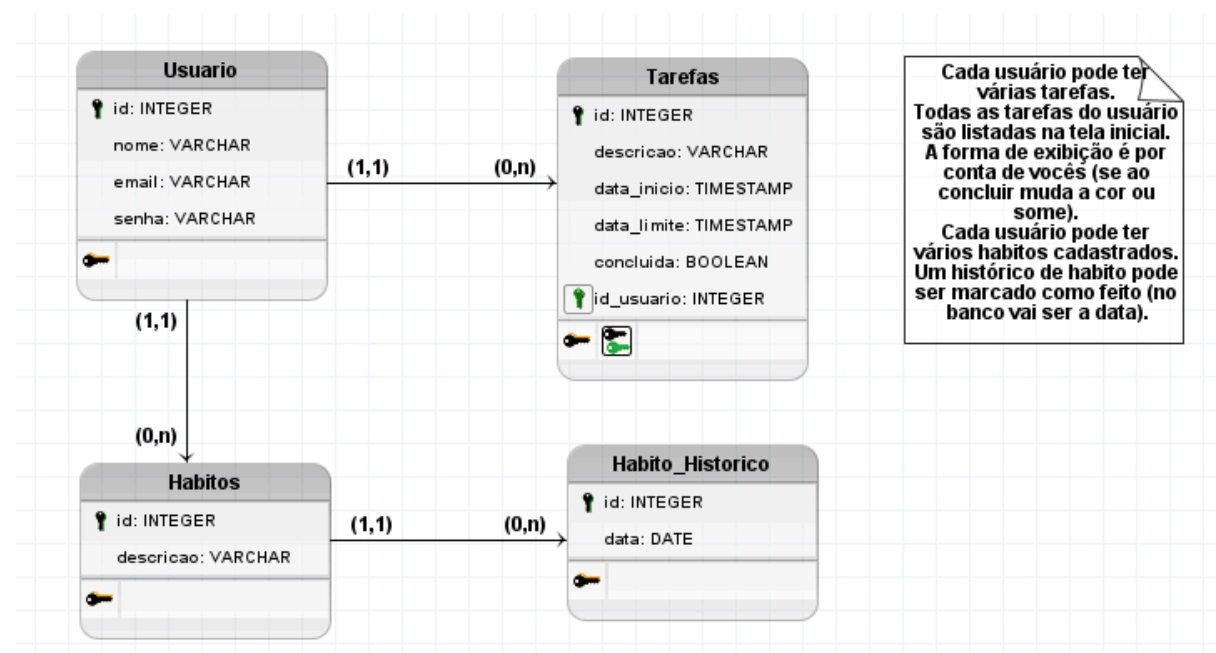 Usuario
id: INTEGER
nome: VARCHAR
email: VARCHAR
senha: VARCHAR
(1,1)
(0,n)
Tarefas
id: INTEGER
descricao: VARCHAR
data_inicio: TIMESTAMP
data_limite: TIMESTAMP
concluida: BOOLEAN
id_usuario: INTEGER
Cada usuário pode ter
várias tarefas.
Todas as tarefas do usuário
são listadas na tela inicial.
A forma de exibição é por
conta de vocês (se ao
concluir muda a cor ou
some).
Cada usuário pode ter
vários habitos cadastrados.
Um histórico de habito pode
ser marcado como feito (no
banco vai ser a data).
(1,1)
(0,n)
Habitos
id: INTEGER
descricao: VARCHAR
(1,1)
(0,n)
Habito_Historico
id: INTEGER
data: DATE